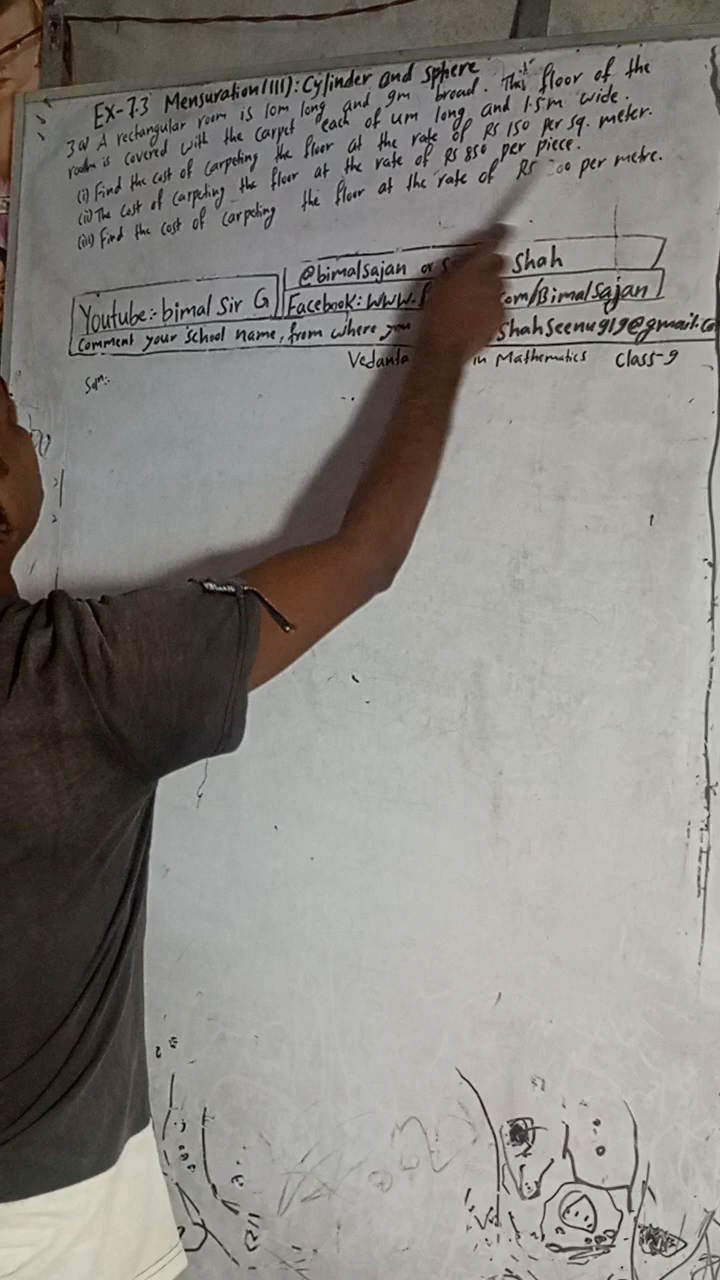 Ex-7.3 Mensuration(III): Cylinder and sphere
3a) A rectangular room is 10m long and 9m broad. This floor of the
room is covered with the carpet each of 4m long and 1.5m wide.
(i) Find the cost of carpeting the floor at the rate of RS 150 per sq. meter.
(ii) The cost of carpeting the floor at the rate of RS 850 per piece.
(iii) Find the cost of carpeting the floor at the rate of RS 00 per metre.
@bimalsajan or Shah
Youtube:- bimal Sir G
Facebook: WWW. com/Bimalsajan
Comment your school name, from where you ShahSeenu919@gmail.co
Vedanta in Mathematics Class-9
Soln:-